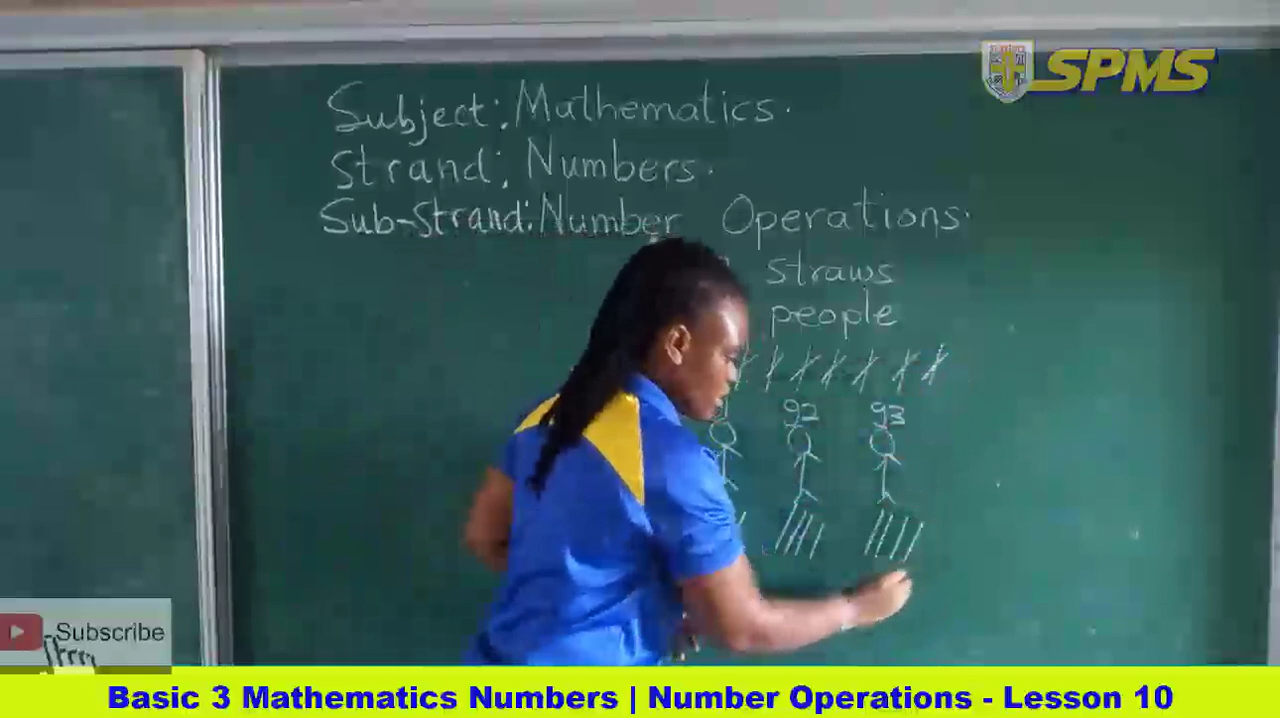 SPMS
Subject: Mathematics.
Strand: Numbers.
Sub-Strand: Number Operations.
straws
people
92 93
Subscribe
Basic 3 Mathematics Numbers | Number Operations - Lesson 10